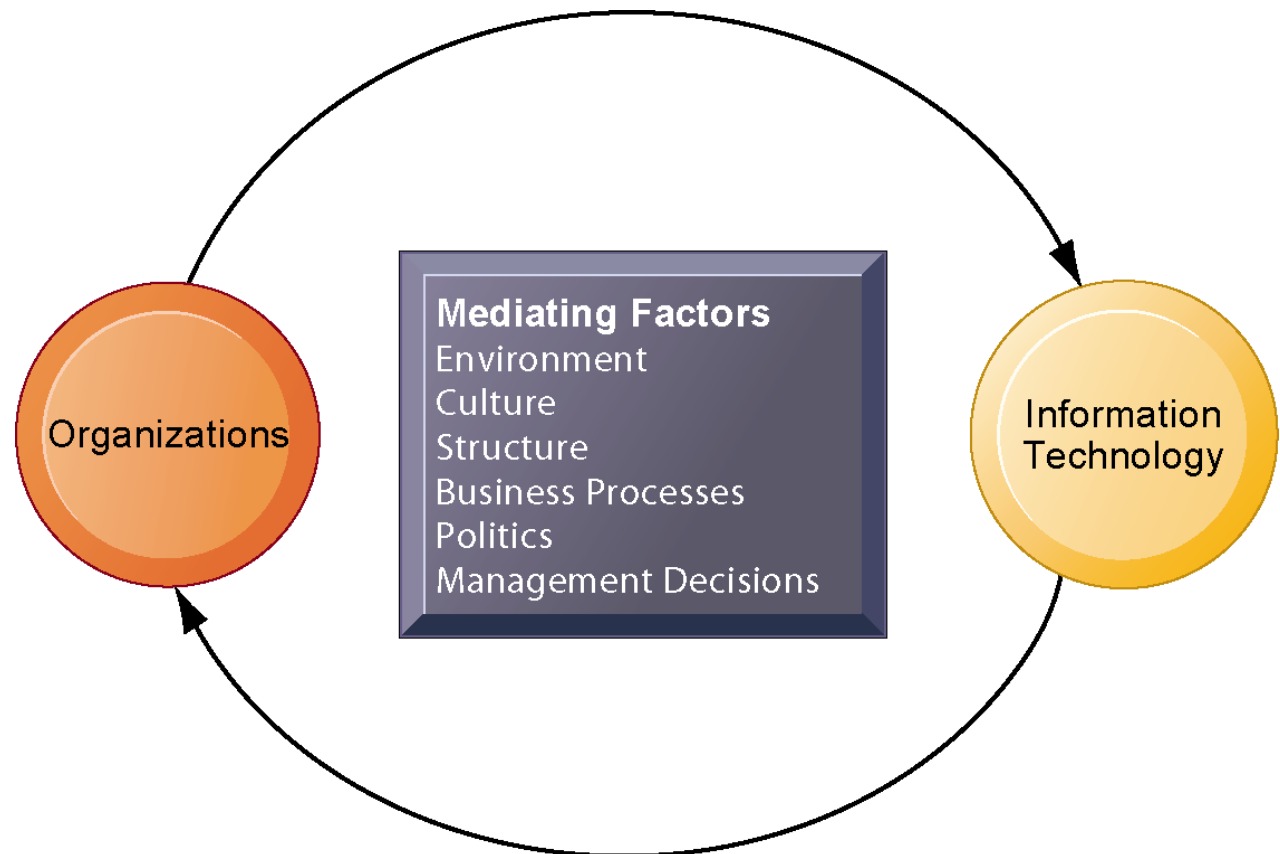 Organizations
Mediating Factors
Environment
Culture
Structure
Business Processes
Politics
Management Decisions
Information
Technology